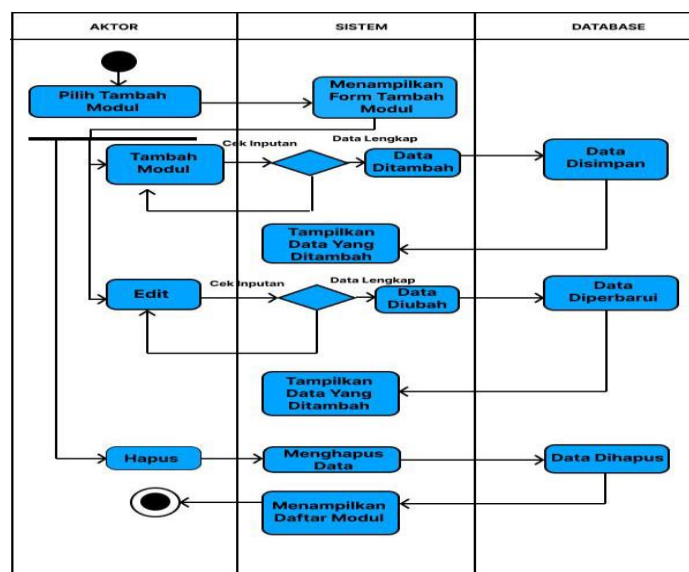 AKTOR
SISTEM
DATABASE
Pilih Tambah
Modul
Menampilkan
Form Tambah
Modul
Cek Inputan
Data Lengkap
Tambah
Modul
Data
Ditambah
Data
Disimpan
Tampilkan
Data Yang
Ditambah
Cek Inputan
Data Lengkap
Edit
Data
Diubah
Data
Diperbarui
Tampilkan
Data Yang
Ditambah
Hapus
Menghapus
Data
Data Dihapus
Menampilkan
Daftar Modul